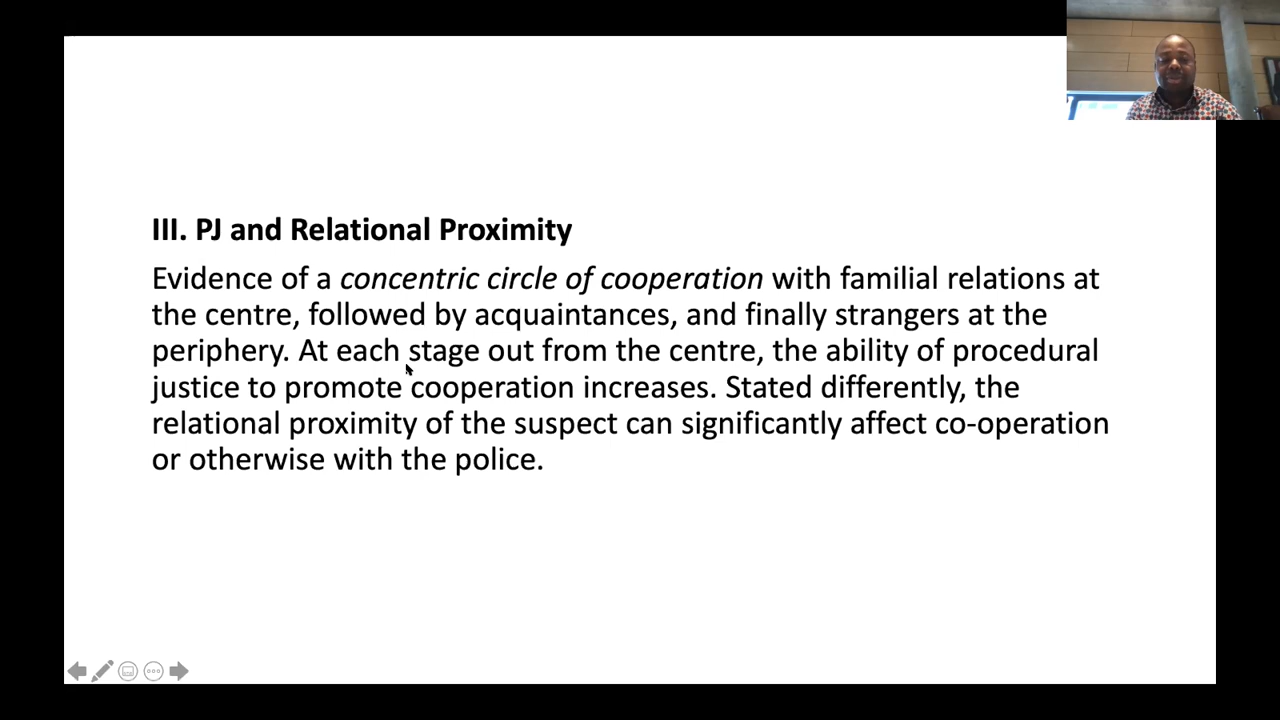 III. PJ and Relational Proximity
Evidence of a concentric circle of cooperation with familial relations at
the centre, followed by acquaintances, and finally strangers at the
periphery. At each stage out from the centre, the ability of procedural
justice to promote cooperation increases. Stated differently, the
relational proximity of the suspect can significantly affect co-operation
or otherwise with the police.